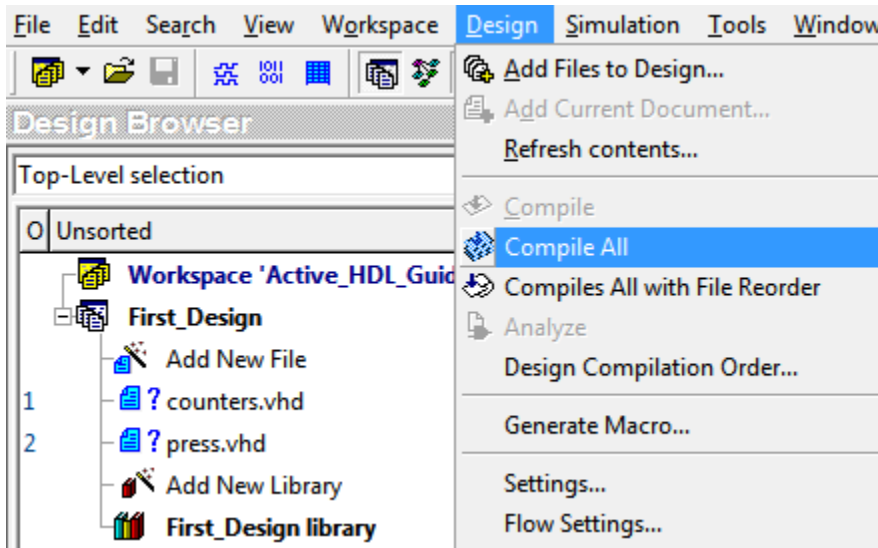 File Edit Search View Workspace Design Simulation Tools Window
Design Browser
Top-Level selection
O Unsorted
Workspace 'Active_HDL_Guid
First_Design
Add New File
1 ? counters.vhd
2 ? press.vhd
Add New Library
First_Design library
Add Files to Design...
Add Current Document...
Refresh contents...
Compile
Compile All
Compiles All with File Reorder
Analyze
Design Compilation Order...
Generate Macro...
Settings...
Flow Settings...